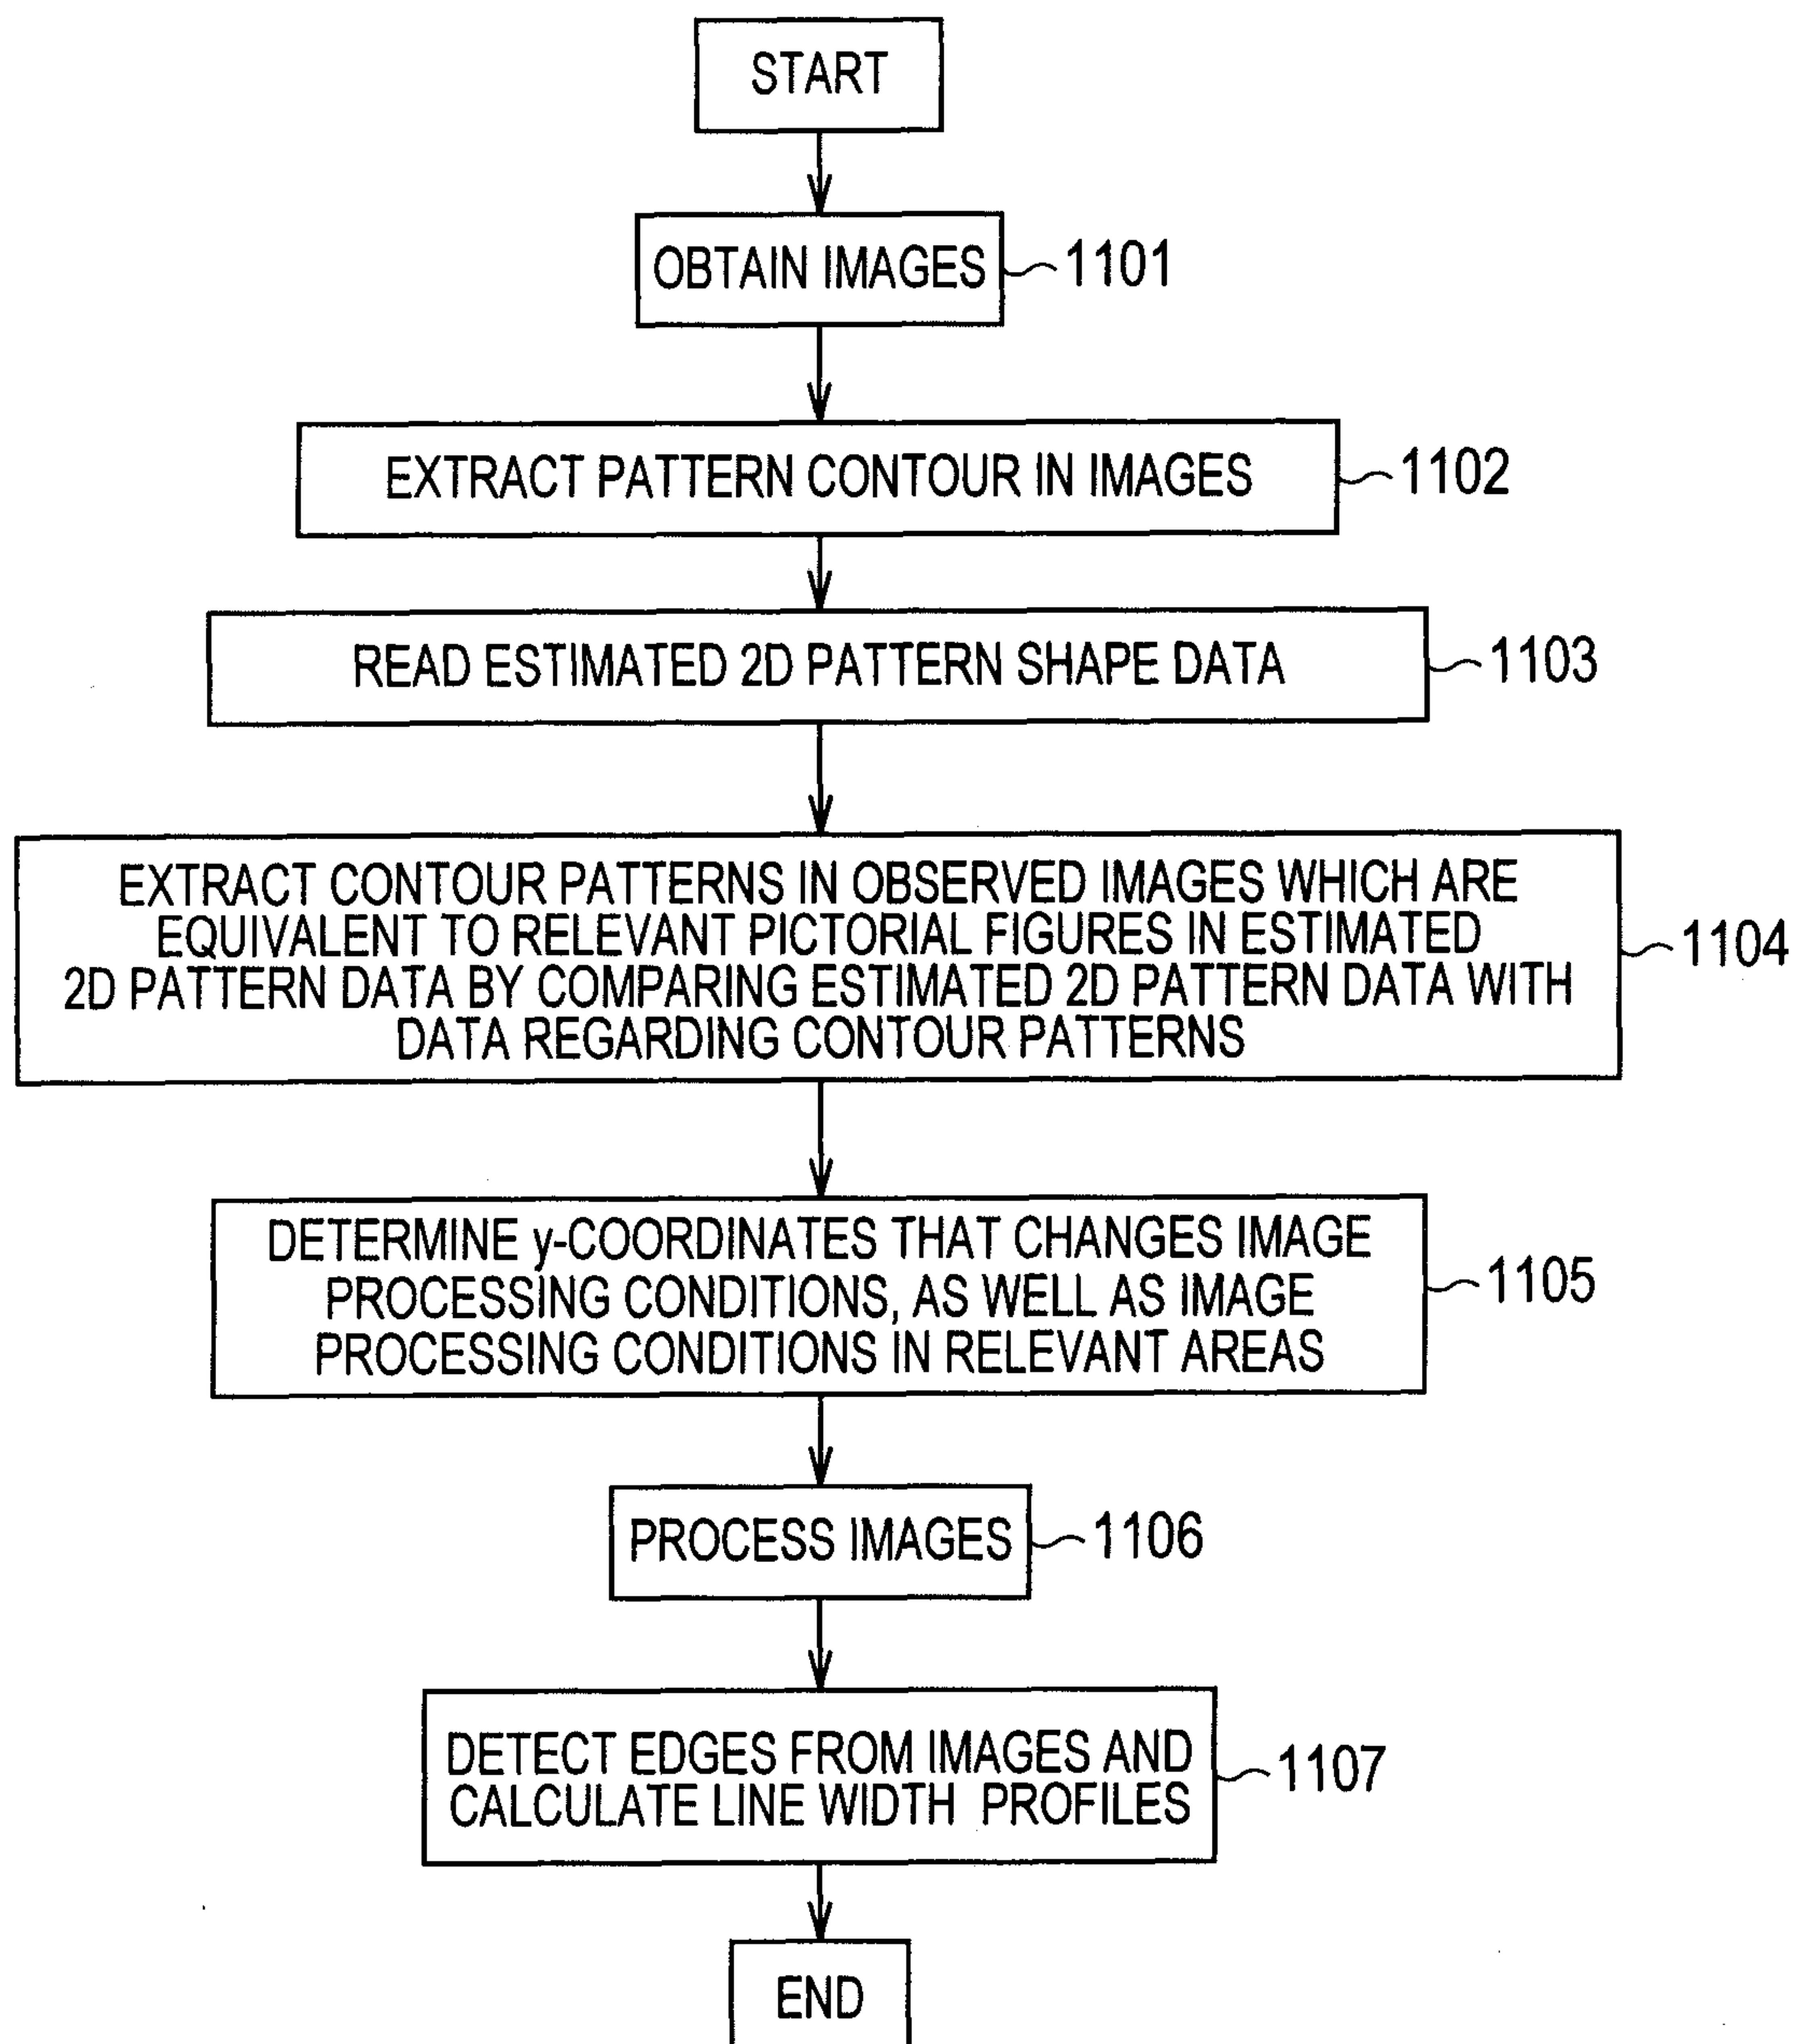 START
OBTAIN IMAGES
1101
EXTRACT PATTERN CONTOUR IN IMAGES
1102
READ ESTIMATED 2D PATTERN SHAPE DATA
1103
EXTRACT CONTOUR PATTERNS IN OBSERVED IMAGES WHICH ARE
EQUIVALENT TO RELEVANT PICTORIAL FIGURES IN ESTIMATED
2D PATTERN DATA BY COMPARING ESTIMATED 2D PATTERN DATA WITH
DATA REGARDING CONTOUR PATTERNS
1104
DETERMINE y-COORDINATES THAT CHANGES IMAGE
PROCESSING CONDITIONS, AS WELL AS IMAGE
PROCESSING CONDITIONS IN RELEVANT AREAS
1105
PROCESS IMAGES
1106
DETECT EDGES FROM IMAGES AND
CALCULATE LINE WIDTH PROFILES
1107
END